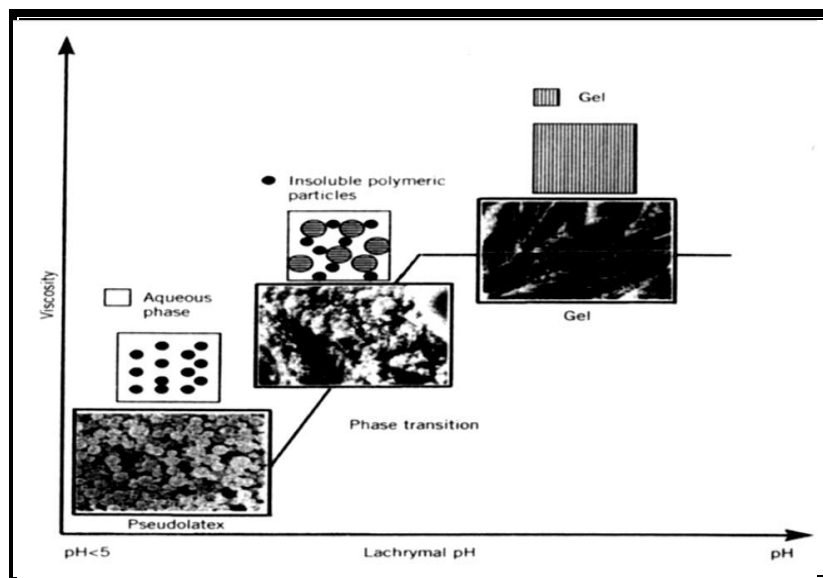 Gel
Insoluble polymeric
particles
Aqueous
phase
Viscosity
Gel
Phase transition
Pseudolatex
pH<5
Lachrymal pH
pH